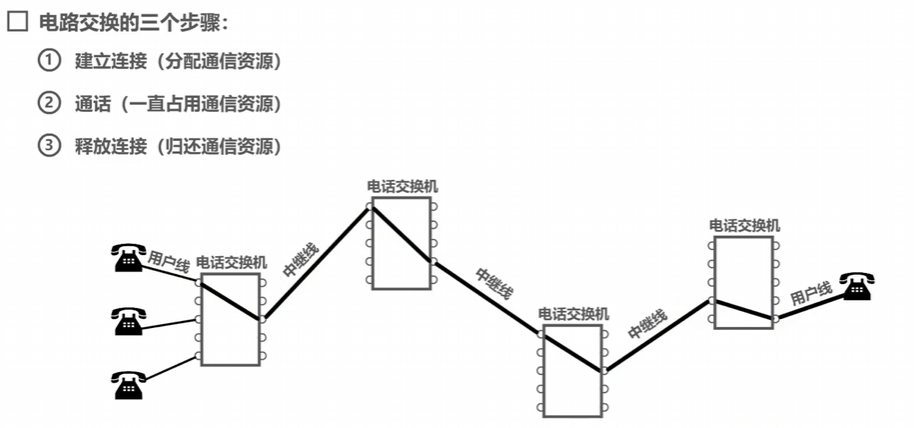 电路交换的三个步骤：
① 建立连接（分配通信资源）
② 通话（一直占用通信资源）
③ 释放连接（归还通信资源）
电话交换机
电话交换机
用户线
电话交换机
中继线
中继线
用户线
电话交换机
中继线